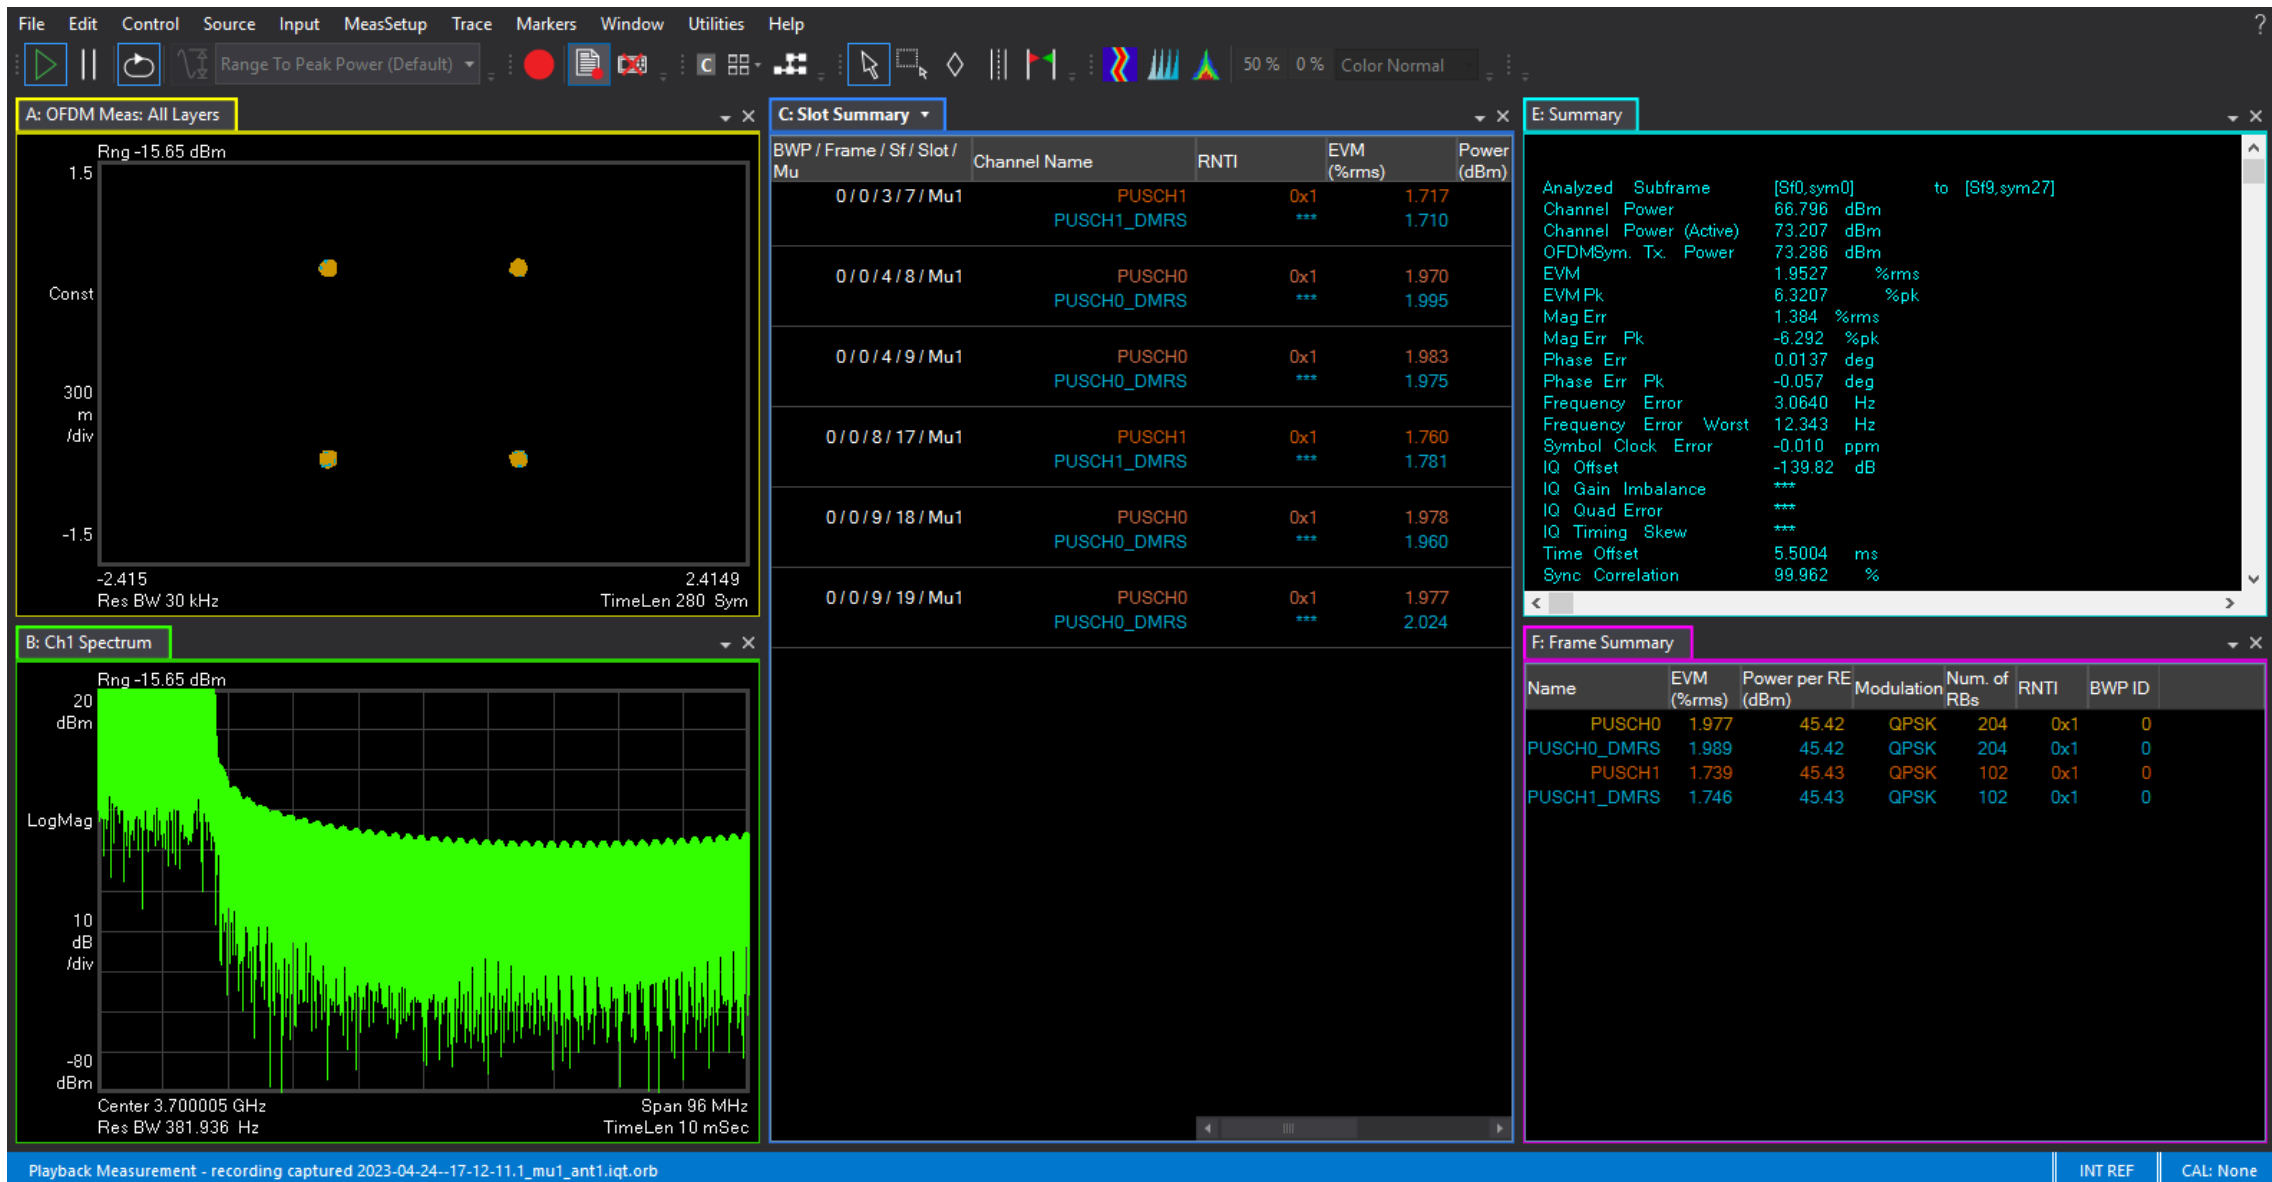 File Edit Control Source Input MeasSetup Trace Markers Window Utilities Help ?
Range To Peak Power (Default) C 50 % 0 % Color Normal
A: OFDM Meas: All Layers
Rng -15.65 dBm
1.5
Const
300
m
/div
-1.5
-2.415 2.4149
Res BW 30 kHz TimeLen 280 Sym
B: Ch1 Spectrum
Rng -15.65 dBm
20
dBm
LogMag
10
dB
/div
-80
dBm
Center 3.700005 GHz Span 96 MHz
Res BW 381.936 Hz TimeLen 10 mSec
C: Slot Summary
BWP / Frame / Sf / Slot / Mu Channel Name RNTI EVM (%rms) Power (dBm)
0 / 0 / 3 / 7 / Mu1 PUSCH1 0x1 1.717
PUSCH1_DMRS *** 1.710
0 / 0 / 4 / 8 / Mu1 PUSCH0 0x1 1.970
PUSCH0_DMRS *** 1.995
0 / 0 / 4 / 9 / Mu1 PUSCH0 0x1 1.983
PUSCH0_DMRS *** 1.975
0 / 0 / 8 / 17 / Mu1 PUSCH1 0x1 1.760
PUSCH1_DMRS *** 1.781
0 / 0 / 9 / 18 / Mu1 PUSCH0 0x1 1.978
PUSCH0_DMRS *** 1.960
0 / 0 / 9 / 19 / Mu1 PUSCH0 0x1 1.977
PUSCH0_DMRS *** 2.024
E: Summary
Analyzed Subframe [Sf0,sym0] to [Sf9,sym27]
Channel Power 66.796 dBm
Channel Power (Active) 73.207 dBm
OFDMSym. Tx. Power 73.286 dBm
EVM 1.9527 %rms
EVM Pk 6.3207 %pk
Mag Err 1.384 %rms
Mag Err Pk -6.292 %pk
Phase Err 0.0137 deg
Phase Err Pk -0.057 deg
Frequency Error 3.0640 Hz
Frequency Error Worst 12.343 Hz
Symbol Clock Error -0.010 ppm
IQ Offset -139.82 dB
IQ Gain Imbalance ***
IQ Quad Error ***
IQ Timing Skew ***
Time Offset 5.5004 ms
Sync Correlation 99.962 %
F: Frame Summary
Name EVM (%rms) Power per RE (dBm) Modulation Num. of RBs RNTI BWP ID
PUSCH0 1.977 45.42 QPSK 204 0x1 0
PUSCH0_DMRS 1.989 45.42 QPSK 204 0x1 0
PUSCH1 1.739 45.43 QPSK 102 0x1 0
PUSCH1_DMRS 1.746 45.43 QPSK 102 0x1 0
Playback Measurement - recording captured 2023-04-24--17-12-11.1_mu1_ant1.iqt.orb INT REF CAL: None